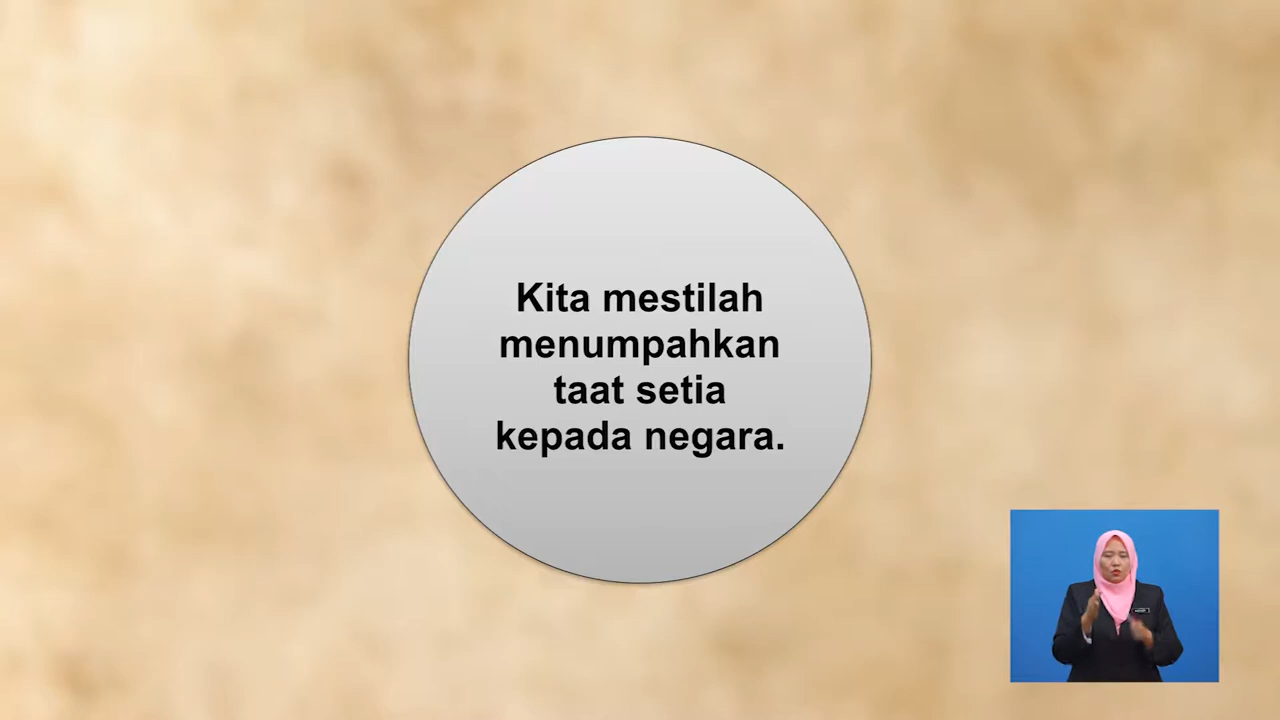 Kita mestilah
menumpahkan
taat setia
kepada negara.